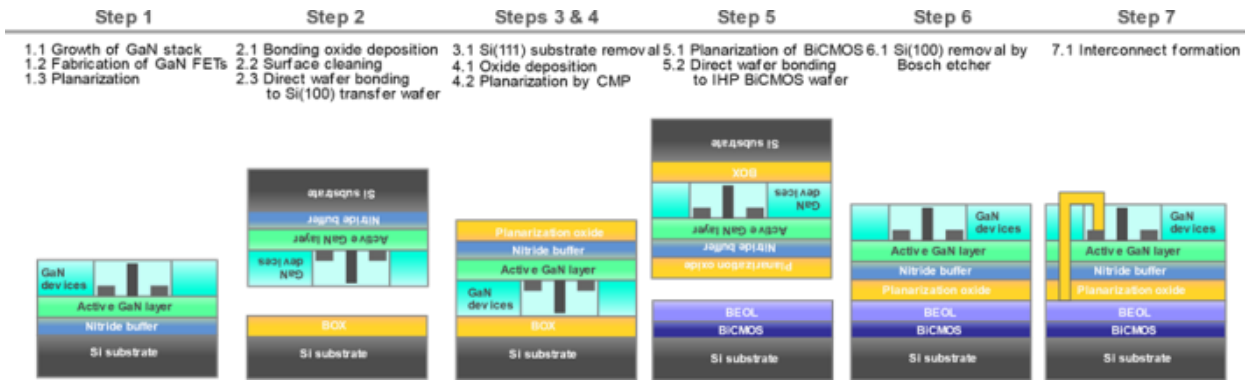 Step 1
Step 2
Steps 3 & 4
Step 5
Step 6
Step 7
1.1 Growth of GaN stack
1.2 Fabrication of GaN FETs
1.3 Planarization
2.1 Bonding oxide deposition
2.2 Surface cleaning
2.3 Direct wafer bonding
to Si(100) transfer wafer
3.1 Si(111) substrate removal
4.1 Oxide deposition
4.2 Planarization by CMP
5.1 Planarization of BiCMOS
5.2 Direct wafer bonding
to IHP BiCMOS wafer
6.1 Si(100) removal by
Bosch etcher
7.1 Interconnect formation
GaN
devices
Active GaN layer
Nitride buffer
Si substrate
Si substrate
Nitride buffer
Active GaN layer
GaN
devices
BOX
Si substrate
Planarization oxide
Nitride buffer
Active GaN layer
GaN
devices
BOX
Si substrate
Si substrate
BOX
GaN
devices
Active GaN layer
Nitride buffer
Planarization oxide
BEOL
BiCMOS
Si substrate
GaN
devices
Active GaN layer
Nitride buffer
Planarization oxide
BEOL
BiCMOS
Si substrate
GaN
devices
Active GaN layer
Nitride buffer
Planarization oxide
BEOL
BiCMOS
Si substrate